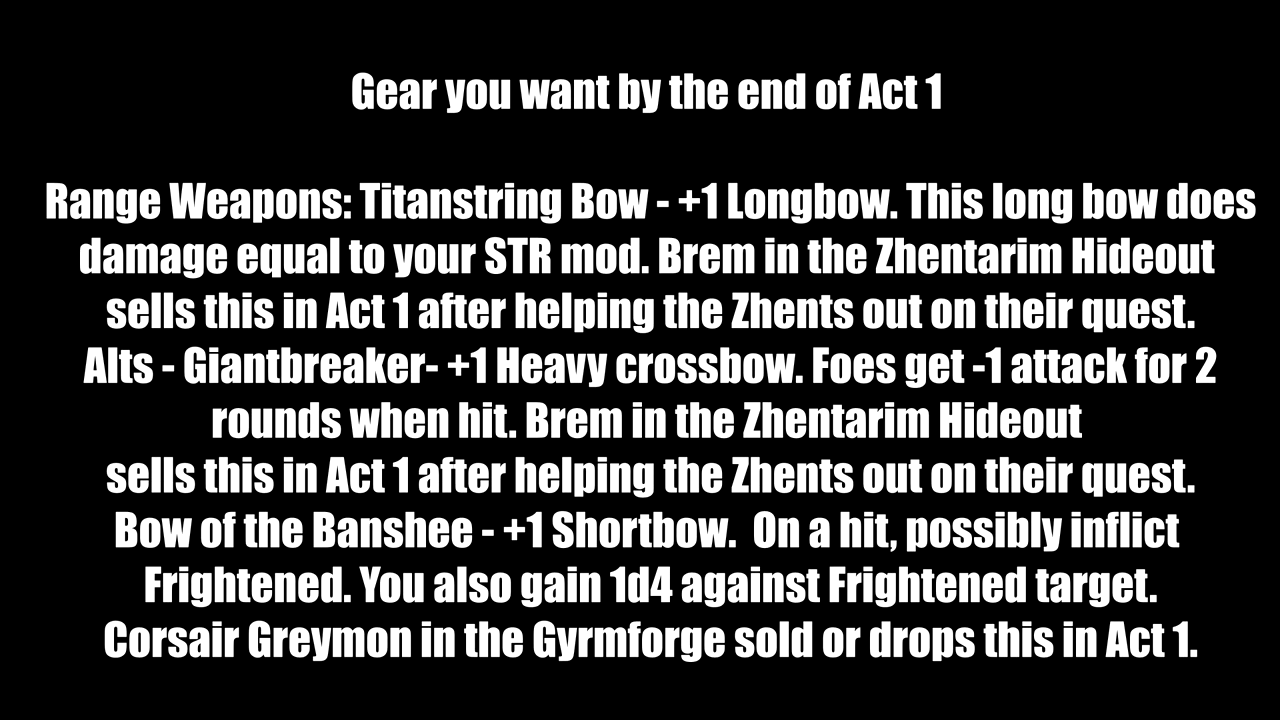 Gear you want by the end of Act 1
Range Weapons: Titanstring Bow - +1 Longbow. This long bow does
damage equal to your STR mod. Brem in the Zhentarim Hideout
sells this in Act 1 after helping the Zhents out on their quest.
Alts - Giantbreaker- +1 Heavy crossbow. Foes get -1 attack for 2
rounds when hit. Brem in the Zhentarim Hideout
sells this in Act 1 after helping the Zhents out on their quest.
Bow of the Banshee - +1 Shortbow.  On a hit, possibly inflict
Frightened. You also gain 1d4 against Frightened target.
Corsair Greymon in the Gyrmforge sold or drops this in Act 1.